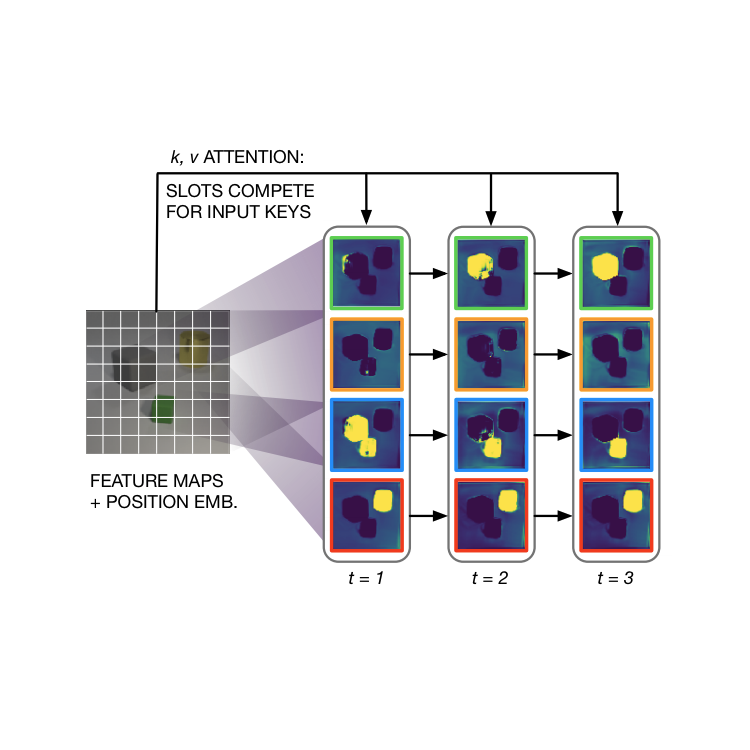 k, v ATTENTION:
SLOTS COMPETE
FOR INPUT KEYS
FEATURE MAPS
+ POSITION EMB.
t = 1
t = 2
t = 3